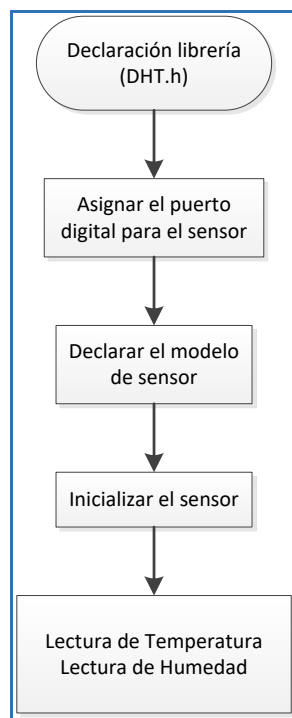 Declaración librería
(DHT.h)
Asignar el puerto
digital para el sensor
Declarar el modelo
de sensor
Inicializar el sensor
Lectura de Temperatura
Lectura de Humedad